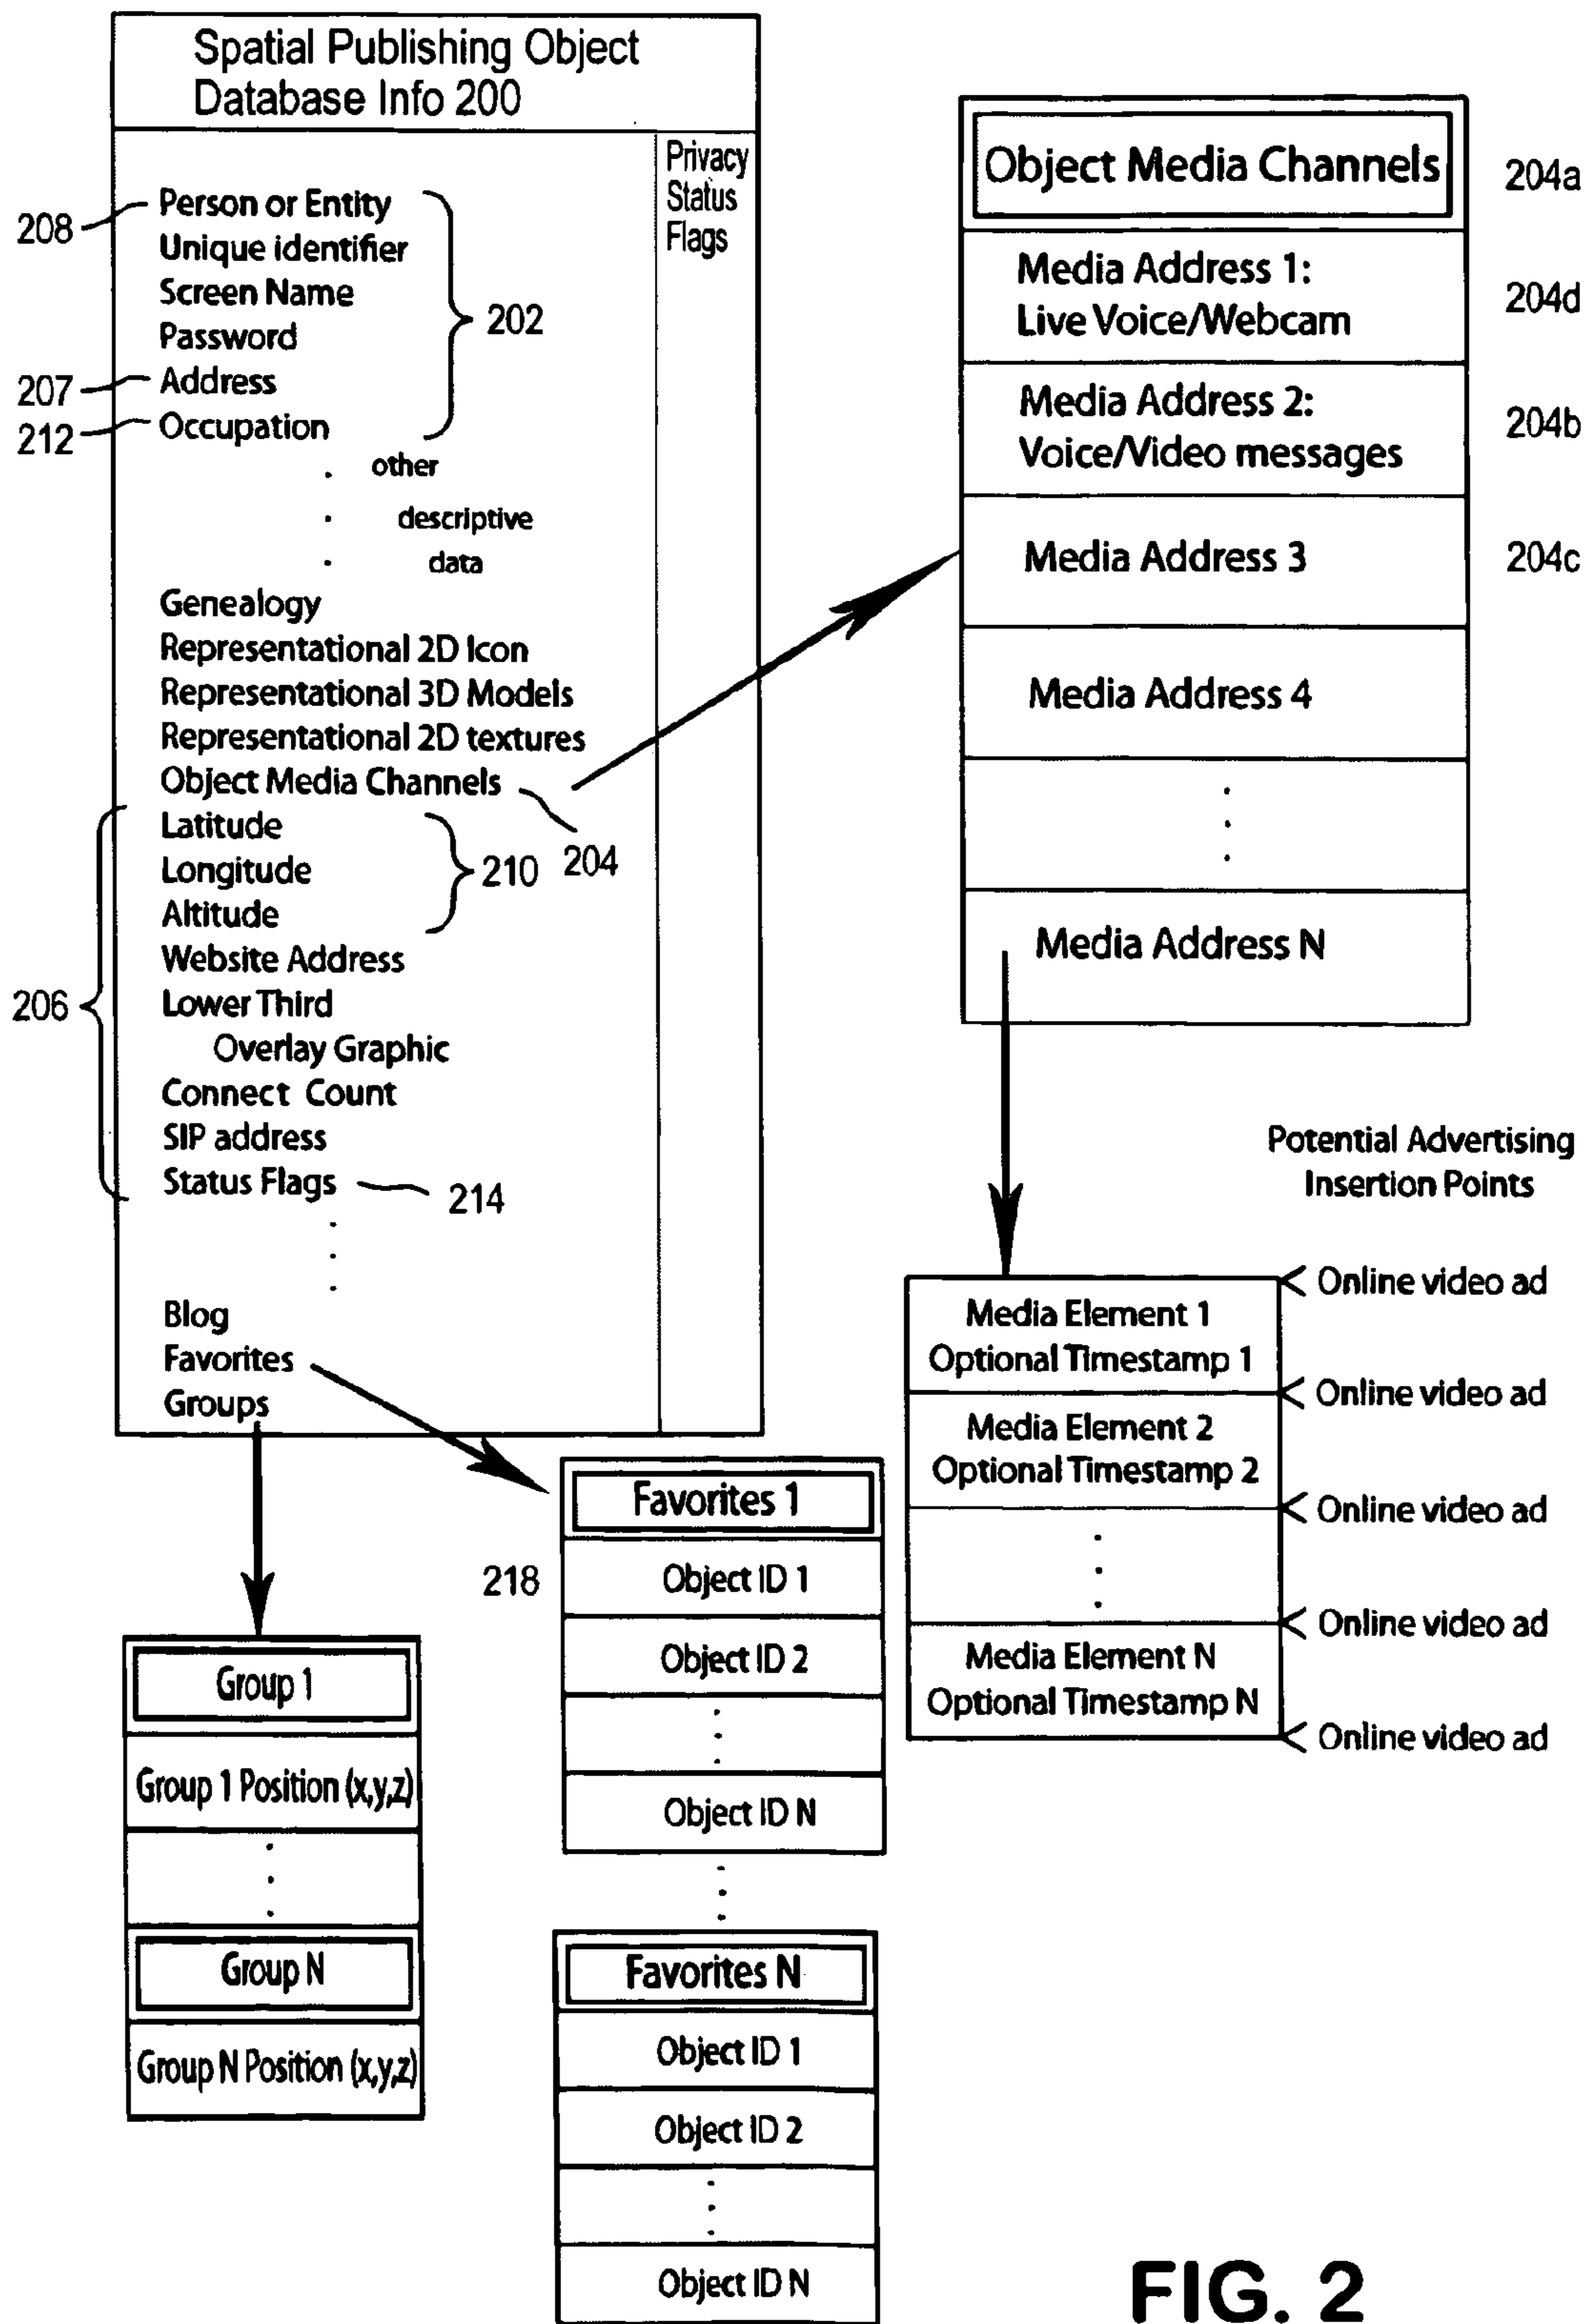 Spatial Publishing Object
Database Info 200
Privacy
Status
Flags
208
Person or Entity
Unique identifier
Screen Name
Password
207
Address
212
Occupation
202
. other
. descriptive
. data
Genealogy
Representational 2D Icon
Representational 3D Models
Representational 2D textures
Object Media Channels
204
206
Latitude
Longitude
Altitude
210
Website Address
Lower Third
Overlay Graphic
Connect Count
SIP address
Status Flags
214
.
.
.
Blog
Favorites
Groups
Object Media Channels
204a
Media Address 1:
Live Voice/Webcam
204d
Media Address 2:
Voice/Video messages
204b
Media Address 3
204c
Media Address 4
.
.
.
Media Address N
Potential Advertising
Insertion Points
Online video ad
Media Element 1
Optional Timestamp 1
Online video ad
Media Element 2
Optional Timestamp 2
Online video ad
.
.
.
Online video ad
Media Element N
Optional Timestamp N
Online video ad
Favorites 1
218
Object ID 1
Object ID 2
.
.
.
Object ID N
.
.
.
Favorites N
Object ID 1
Object ID 2
.
.
.
Object ID N
Group 1
Group 1 Position (x,y,z)
.
.
.
Group N
Group N Position (x,y,z)
FIG. 2